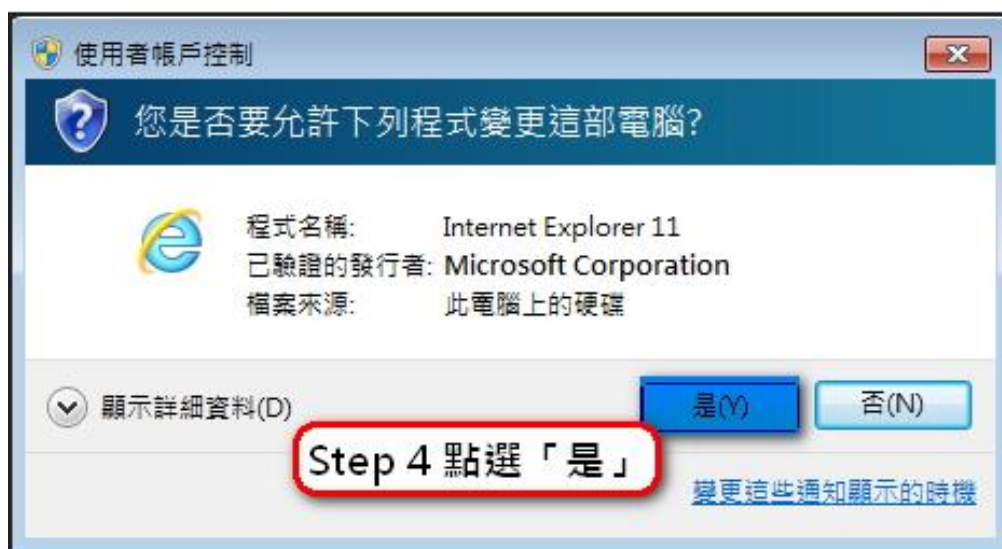 使用者帳戶控制
您是否要允許下列程式變更這部電腦?
程式名稱: Internet Explorer 11
已驗證的發行者: Microsoft Corporation
檔案來源: 此電腦上的硬碟
顯示詳細資料(D) 是(Y) 否(N)
Step 4 點選「是」
變更這些通知顯示的時機